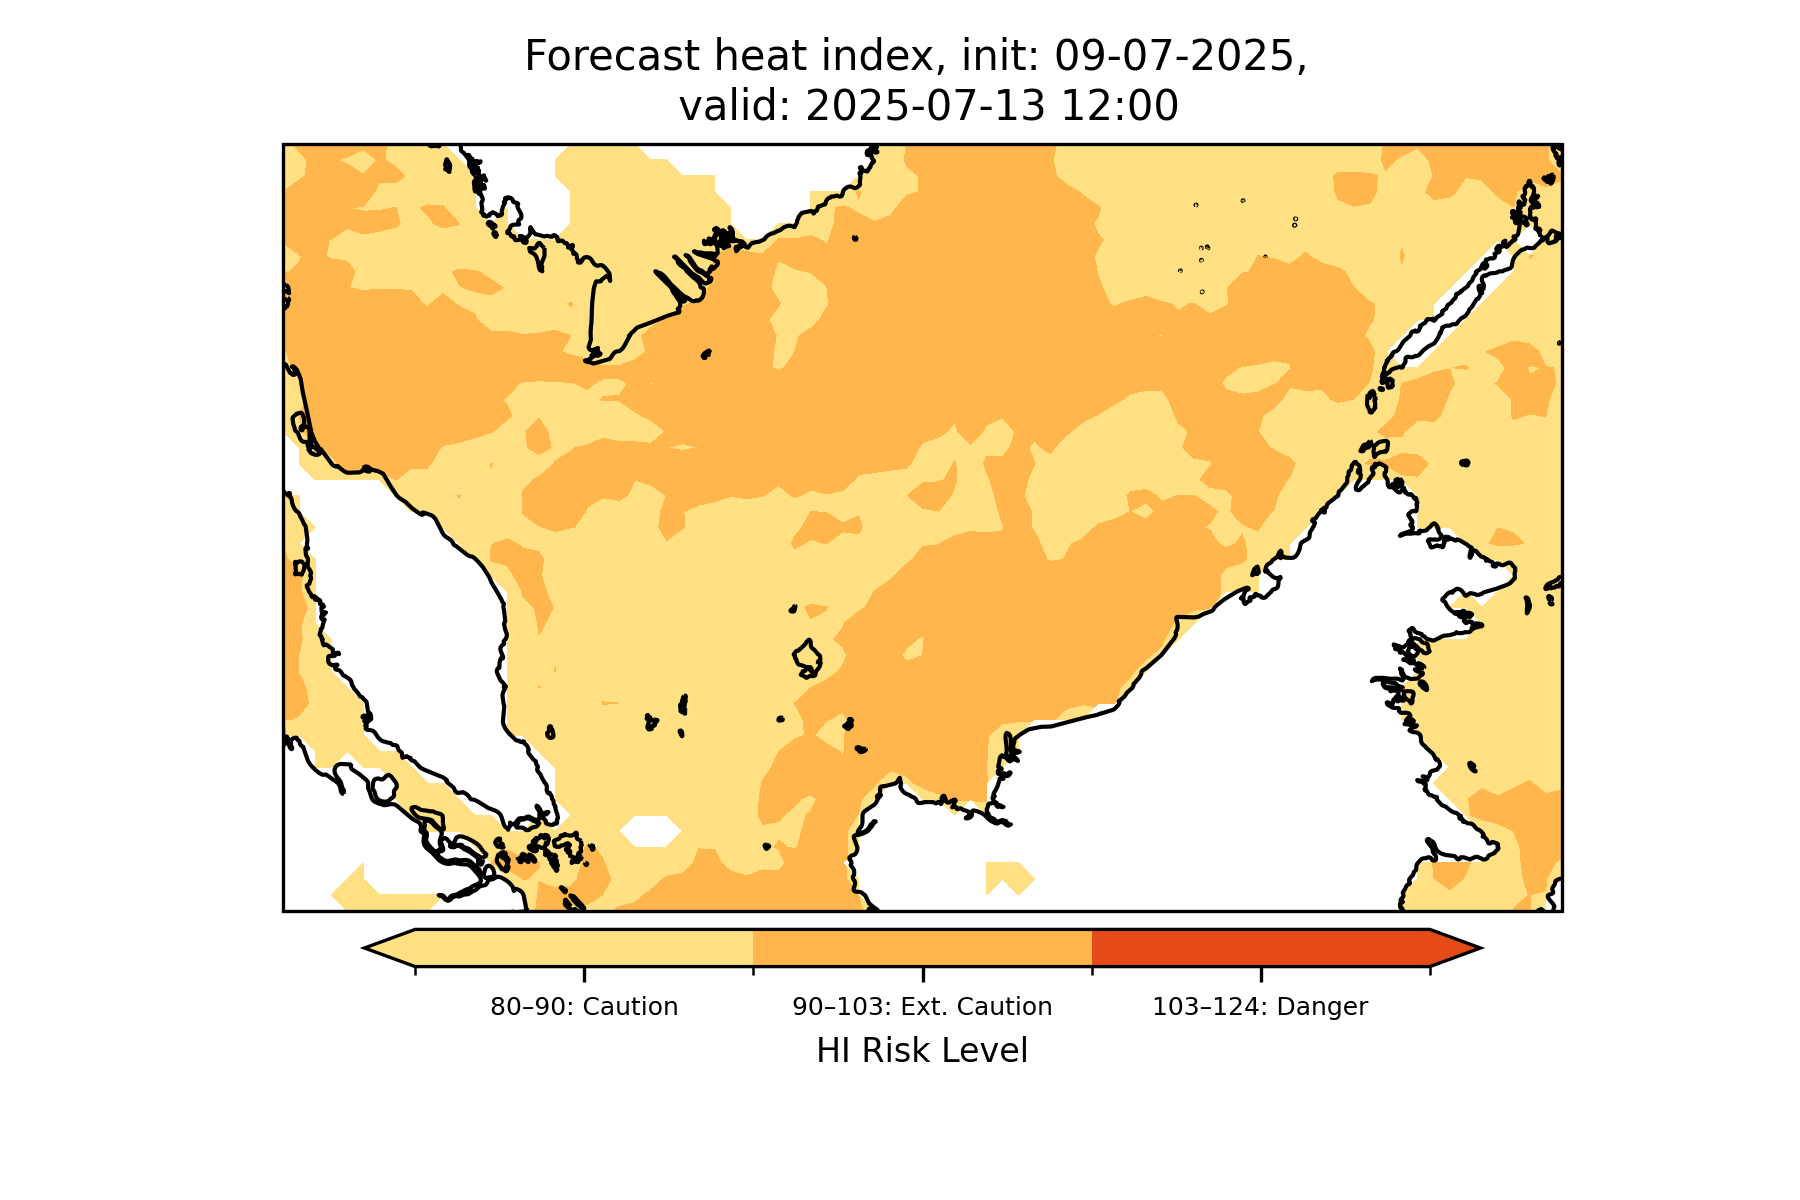 Forecast heat index, init: 09-07-2025,
valid: 2025-07-13 12:00
80–90: Caution
90–103: Ext. Caution
103–124: Danger
HI Risk Level